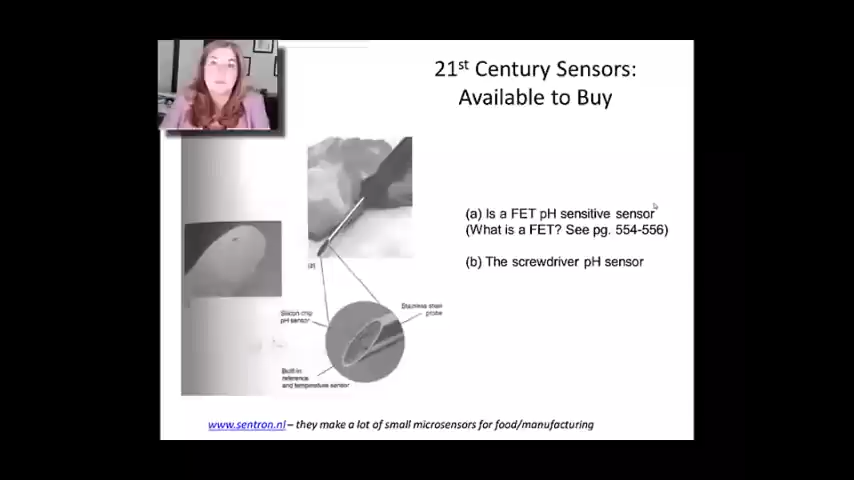 21st Century Sensors:
Available to Buy
(a) Is a FET pH sensitive sensor
(What is a FET? See pg. 554-556)
(b) The screwdriver pH sensor
(a)
Silicon chip
pH sensor
Stainless steel
probe
Built-in
reference
and temperature sensor
www.sentron.nl – they make a lot of small microsensors for food/manufacturing